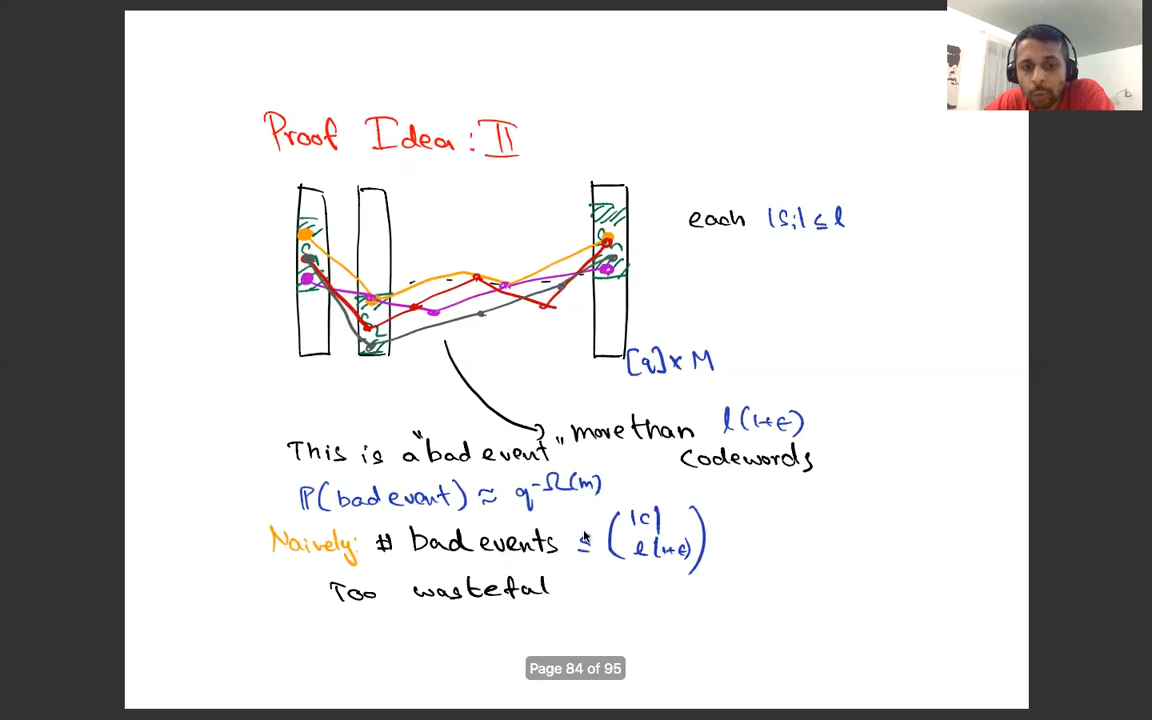 Proof Idea: II
each |Si| ≤ l
[q] x M
"more than l(1+ϵ)
codewords
This is a "bad event"
P(bad event) ≈ q^-Ω(m)
Naively: # bad events ≤ (|C| l(1+ϵ))
Too wasteful
Page 84 of 95